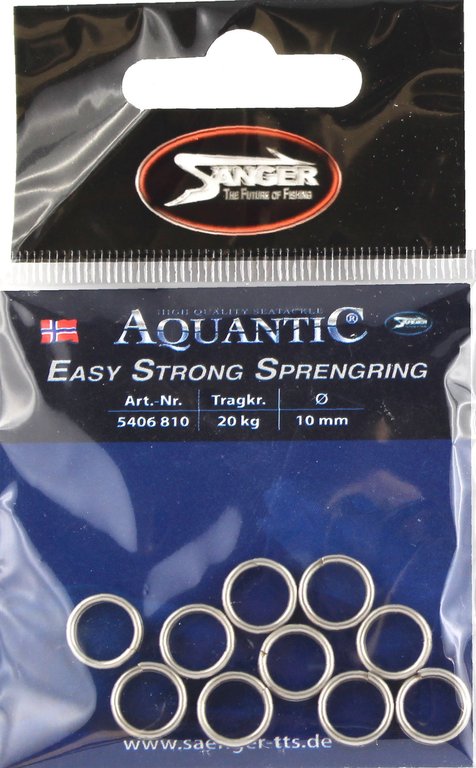 SÄNGER
THE FUTURE OF FISHING
HIGH QUALITY SEATACKLE
AQUANTIC®
EASY STRONG SPRENGRING
Art.-Nr. Tragkr. Ø
5406 810 20 kg 10 mm
www.saenger-tts.de